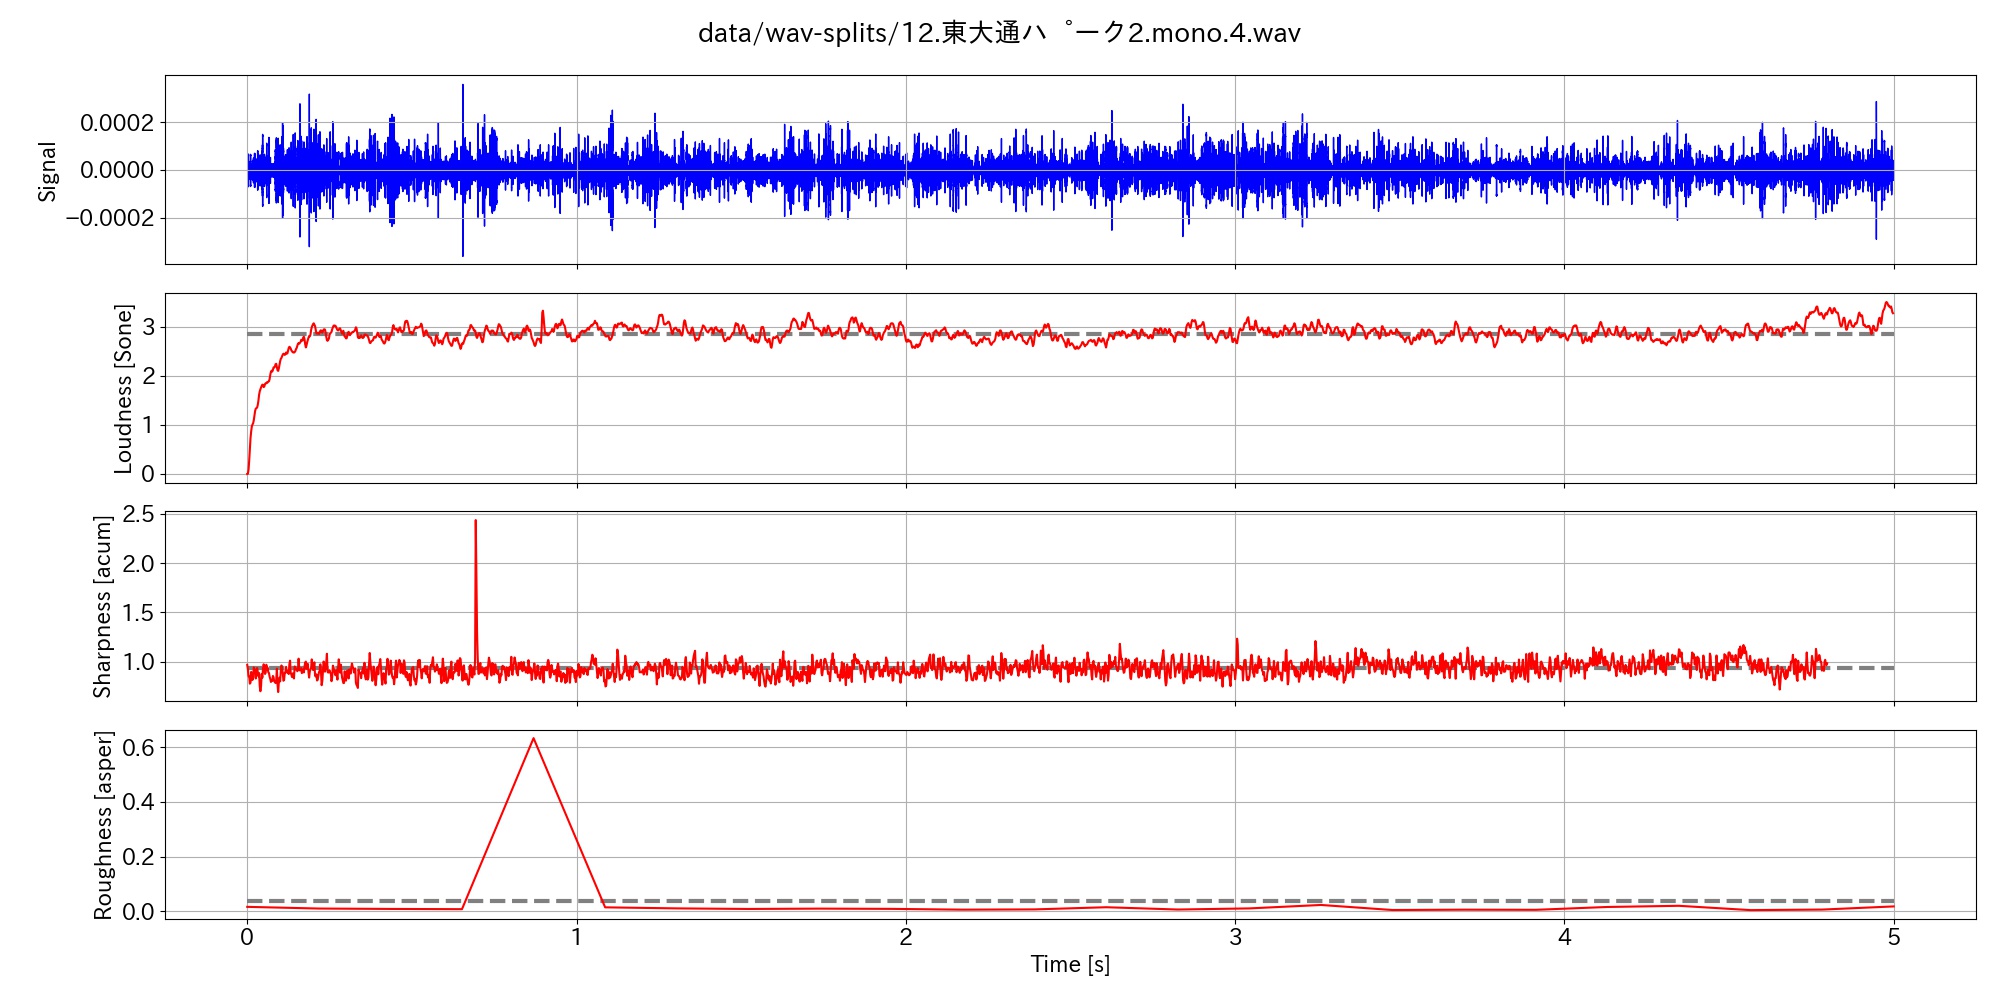 data/wav-splits/12.東大通ハ゜ーク2.mono.4.wav
Signal
0.0002
0.0000
−0.0002
Loudness [Sone]
3
2
1
0
Sharpness [acum]
2.5
2.0
1.5
1.0
Roughness [asper]
0.6
0.4
0.2
0.0
0 1 2 3 4 5
Time [s]